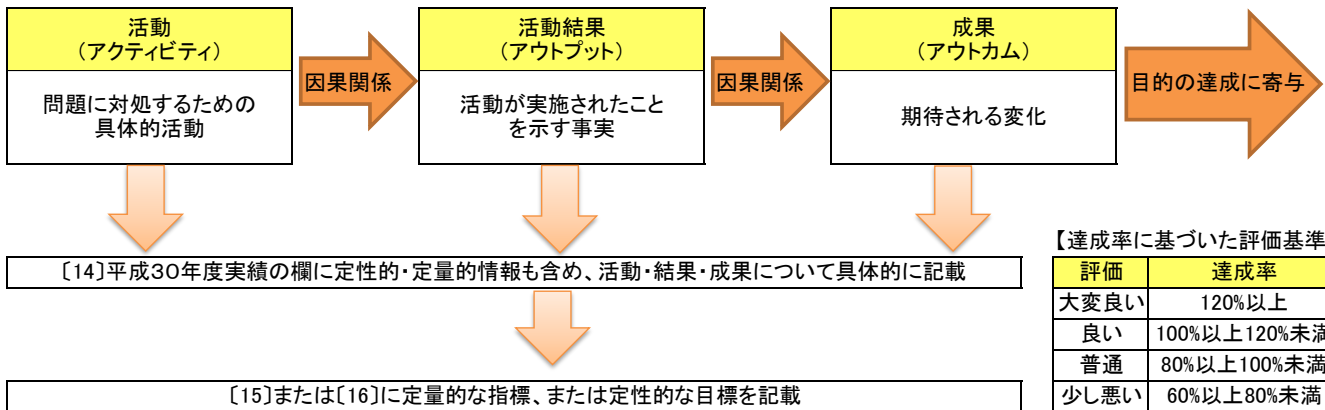 活動
（アクティビティ）
問題に対処するための
具体的活動
因果関係
活動結果
（アウトプット）
活動が実施されたこと
を示す事実
因果関係
成果
（アウトカム）
期待される変化
目的の達成に寄与
〔14〕平成３０年度実績の欄に定性的・定量的情報も含め、活動・結果・成果について具体的に記載
〔15〕または〔16〕に定量的な指標、または定性的な目標を記載
【達成率に基づいた評価基準
評価 達成率
大変良い 120%以上
良い 100%以上120%未満
普通 80%以上100%未満
少し悪い 60%以上80%未満